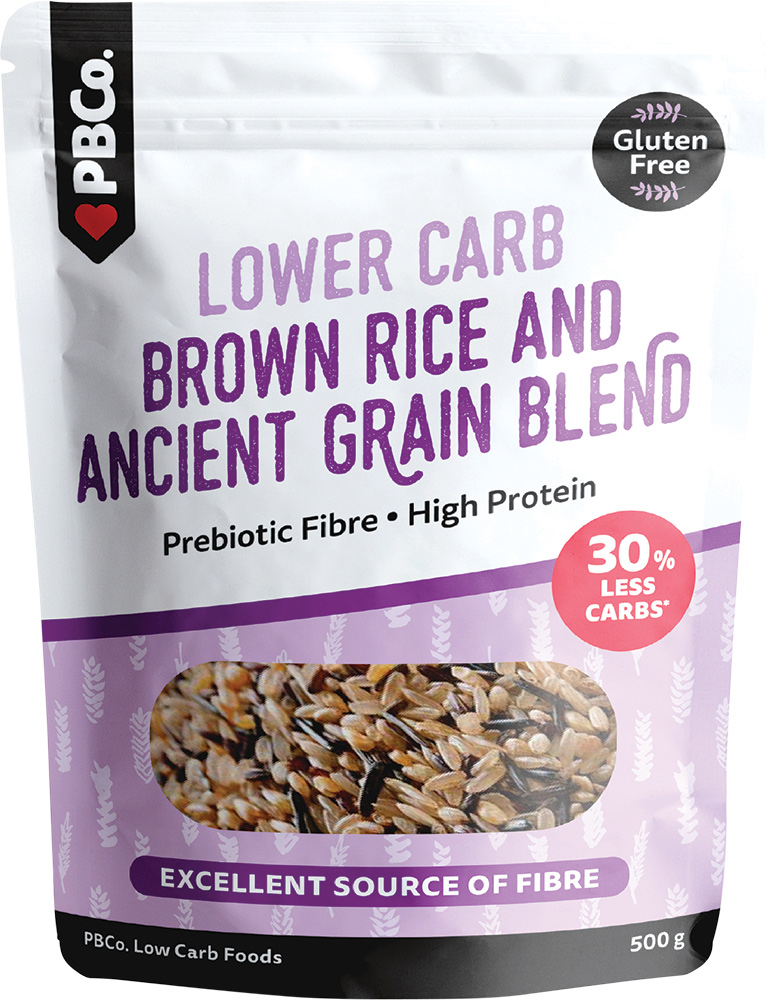 PBCo.
Gluten
Free
LOWER CARB
BROWN RICE AND
ANCIENT GRAIN BLEND
Prebiotic Fibre • High Protein
30%
LESS
CARBS*
EXCELLENT SOURCE OF FIBRE
PBCo. Low Carb Foods
500 g